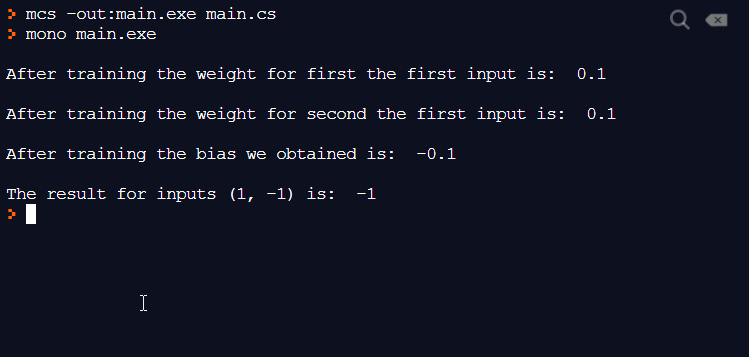 > mcs -out:main.exe main.cs
> mono main.exe
After training the weight for first the first input is:  0.1
After training the weight for second the first input is:  0.1
After training the bias we obtained is:  -0.1
The result for inputs (1, -1) is:  -1
>